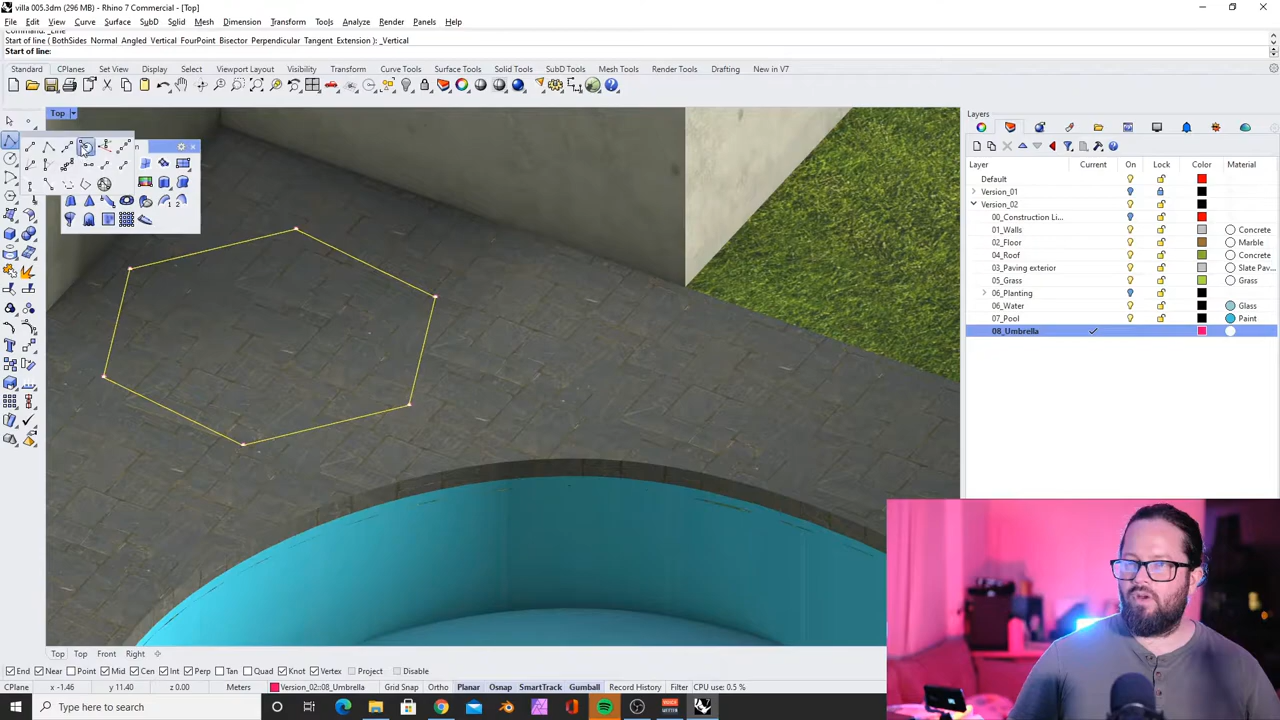 villa 005.3dm (296 MB) - Rhino 7 Commercial - [Top]
File Edit View Curve Surface SubD Solid Mesh Dimension Transform Tools Analyze Render Panels Help
Start of line ( BothSides Normal Angled Vertical FourPoint Bisector Perpendicular Tangent Extension ): _Vertical
Start of line:
Standard CPlanes Set View Display Select Viewport Layout Visibility Transform Curve Tools Surface Tools Solid Tools SubD Tools Mesh Tools Render Tools Drafting New in V7
Top
Layers
Layer Current On Lock Color Material
Default
Version_01
Version_02
00_Construction Li...
01_Walls Concrete
02_Floor Marble
04_Roof Concrete
03_Paving exterior Slate Pav...
05_Grass Grass
06_Planting
06_Water Glass
07_Pool Paint
08_Umbrella
Top Top Front Right
End Near Point Mid Cen Int Perp Tan Quad Knot Vertex Project Disable
CPlane x -1.46 y 11.40 z 0.00 Meters Version_02::08_Umbrella Grid Snap Ortho Planar Osnap SmartTrack Gumball Record History Filter CPU use: 0.5 %
Type here to search